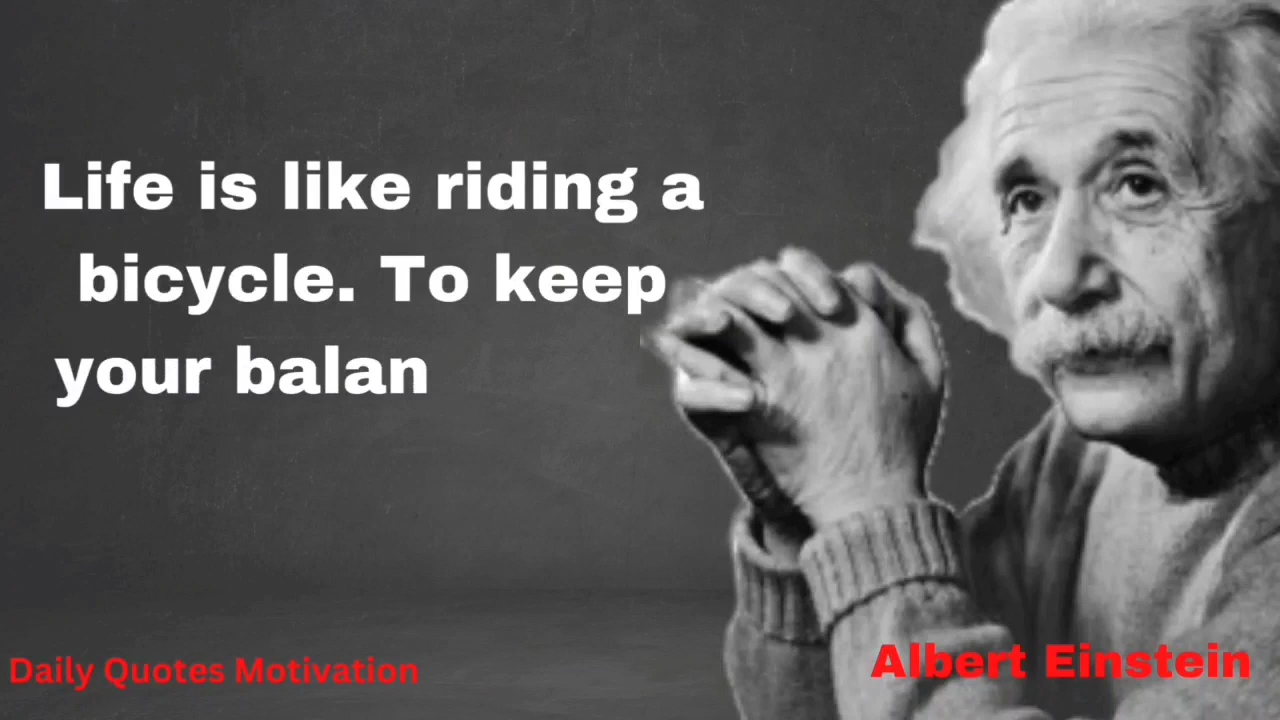 Life is like riding a
bicycle. To keep
your balan
Daily Quotes Motivation
Albert Einstein